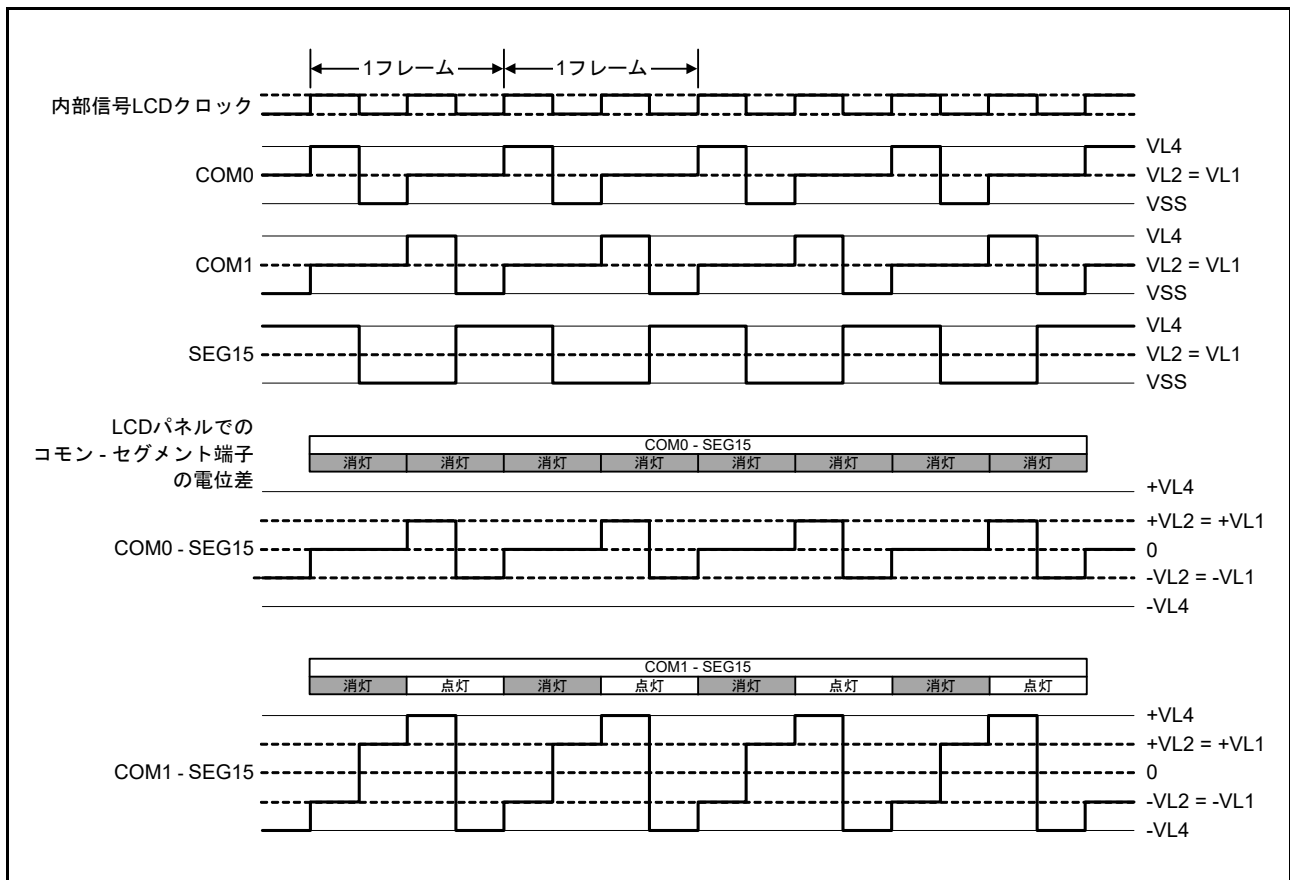 1フレーム 1フレーム
内部信号LCDクロック
VL4
COM0 VL2 = VL1
VSS
VL4
COM1 VL2 = VL1
VSS
VL4
SEG15 VL2 = VL1
VSS
LCDパネルでの
コモン - セグメント端子
の電位差
COM0 - SEG15
消灯 消灯 消灯 消灯 消灯 消灯 消灯 消灯
+VL4
+VL2 = +VL1
COM0 - SEG15 0
-VL2 = -VL1
-VL4
COM1 - SEG15
消灯 点灯 消灯 点灯 消灯 点灯 消灯 点灯
+VL4
+VL2 = +VL1
COM1 - SEG15 0
-VL2 = -VL1
-VL4